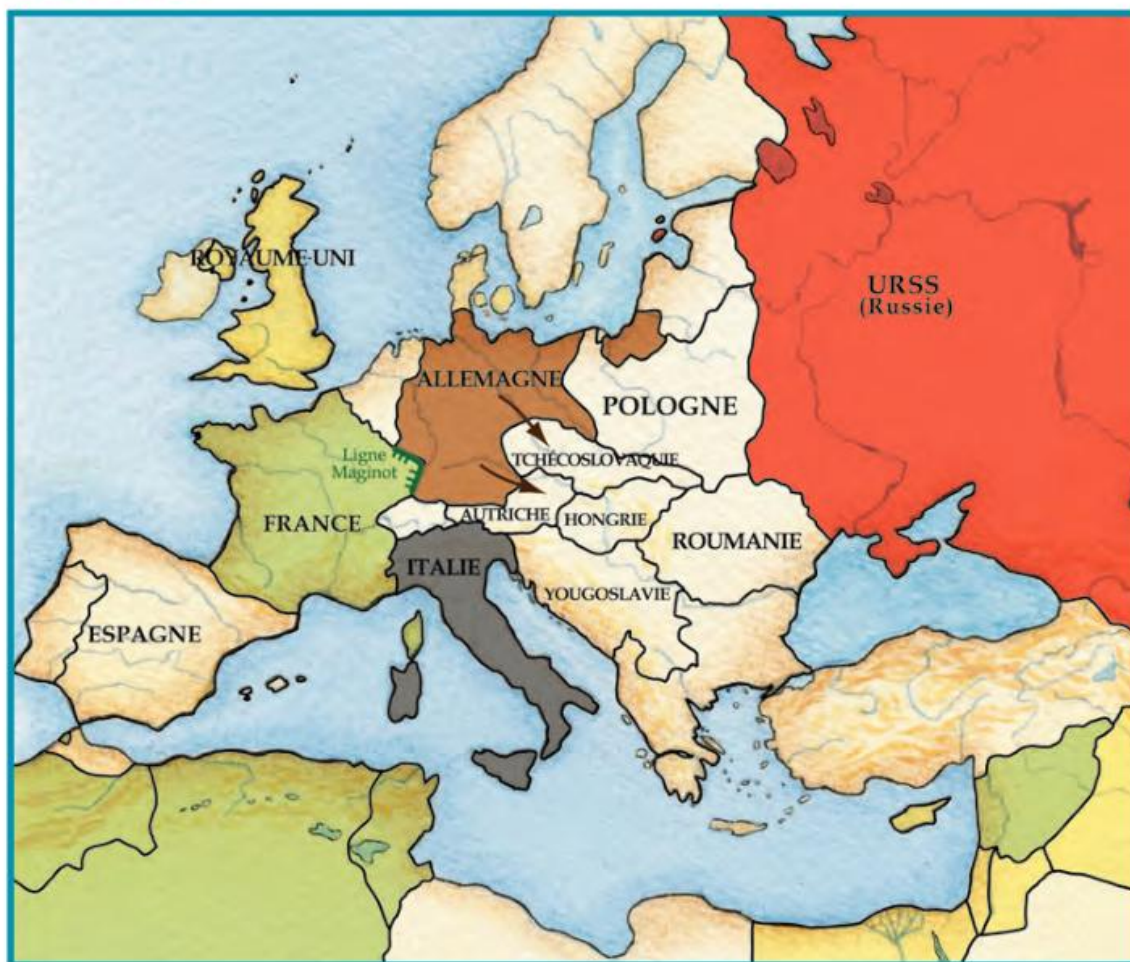 ROYAUME-UNI
URSS
(Russie)
ALLEMAGNE
POLOGNE
Ligne
Maginot
TCHÉCOSLOVAQUIE
FRANCE
AUTRICHE
HONGRIE
ROUMANIE
ITALIE
YOUGOSLAVIE
ESPAGNE